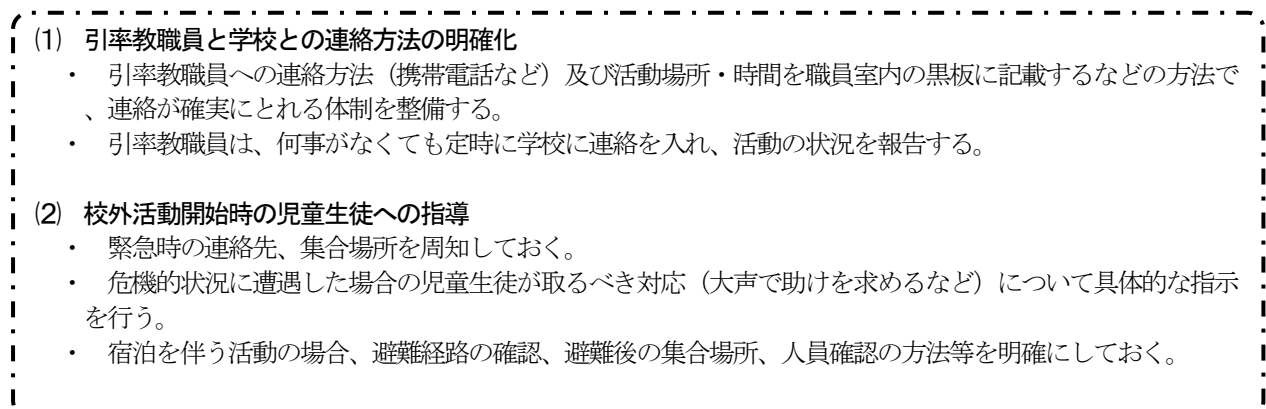 ⑴ 引率教職員と学校との連絡方法の明確化
・ 引率教職員への連絡方法（携帯電話など）及び活動場所・時間を職員室内の黒板に記載するなどの方法で
、連絡が確実にとれる体制を整備する。
・ 引率教職員は、何事がなくても定時に学校に連絡を入れ、活動の状況を報告する。
⑵ 校外活動開始時の児童生徒への指導
・ 緊急時の連絡先、集合場所を周知しておく。
・ 危機的状況に遭遇した場合の児童生徒が取るべき対応（大声で助けを求めるなど）について具体的な指示
を行う。
・ 宿泊を伴う活動の場合、避難経路の確認、避難後の集合場所、人員確認の方法等を明確にしておく。